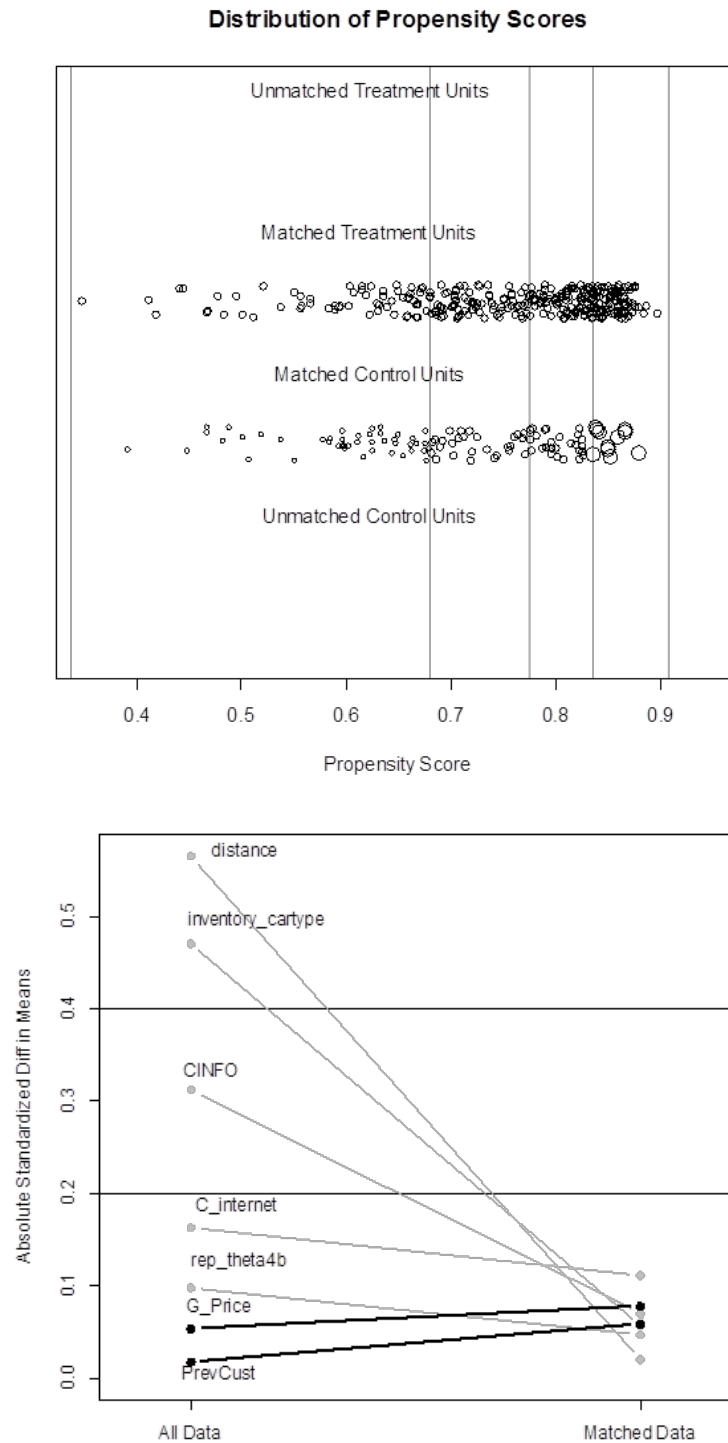 Distribution of Propensity Scores
Unmatched Treatment Units
Matched Treatment Units
Matched Control Units
Unmatched Control Units
0.4 0.5 0.6 0.7 0.8 0.9
Propensity Score
Absolute Standardized Diff in Means
0.5
0.4
0.3
0.2
0.1
0.0
distance
inventory_cartype
CINFO
C_internet
rep_theta4b
G_Price
PrevCust
All Data Matched Data